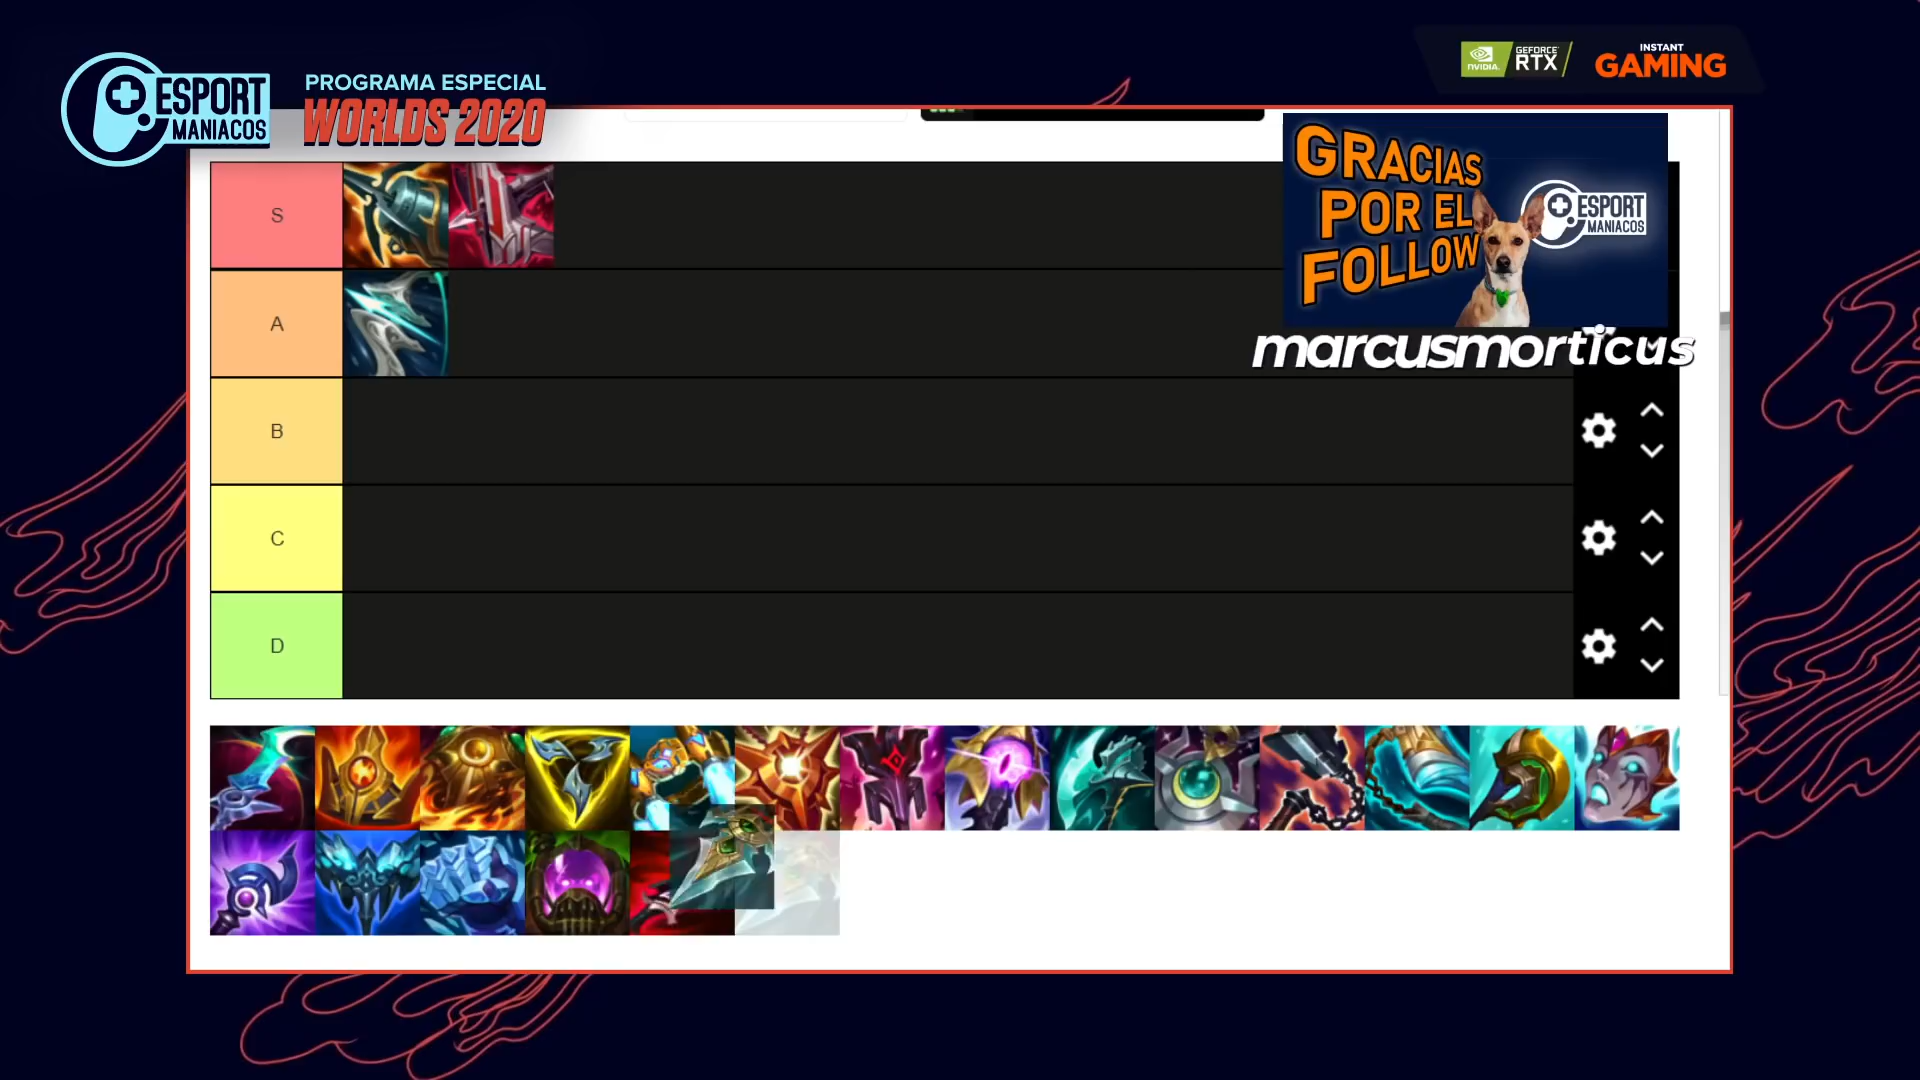 ESPORT
MANIACOS
PROGRAMA ESPECIAL
WORLDS 2020
NVIDIA.
GEFORCE
RTX
INSTANT
GAMING
GRACIAS
POR EL
FOLLOW
ESPORT
MANIACOS
marcusmorticus
S
A
B
C
D